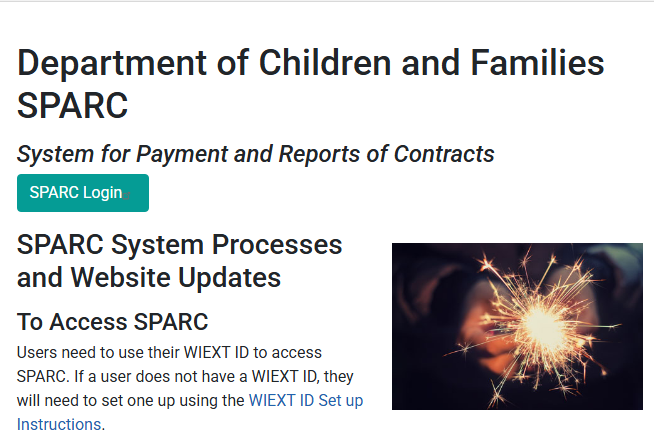 Department of Children and Families
SPARC
System for Payment and Reports of Contracts
SPARC Login
SPARC System Processes
and Website Updates
To Access SPARC
Users need to use their WIEXT ID to access
SPARC. If a user does not have a WIEXT ID, they
will need to set one up using the WIEXT ID Set up
Instructions.